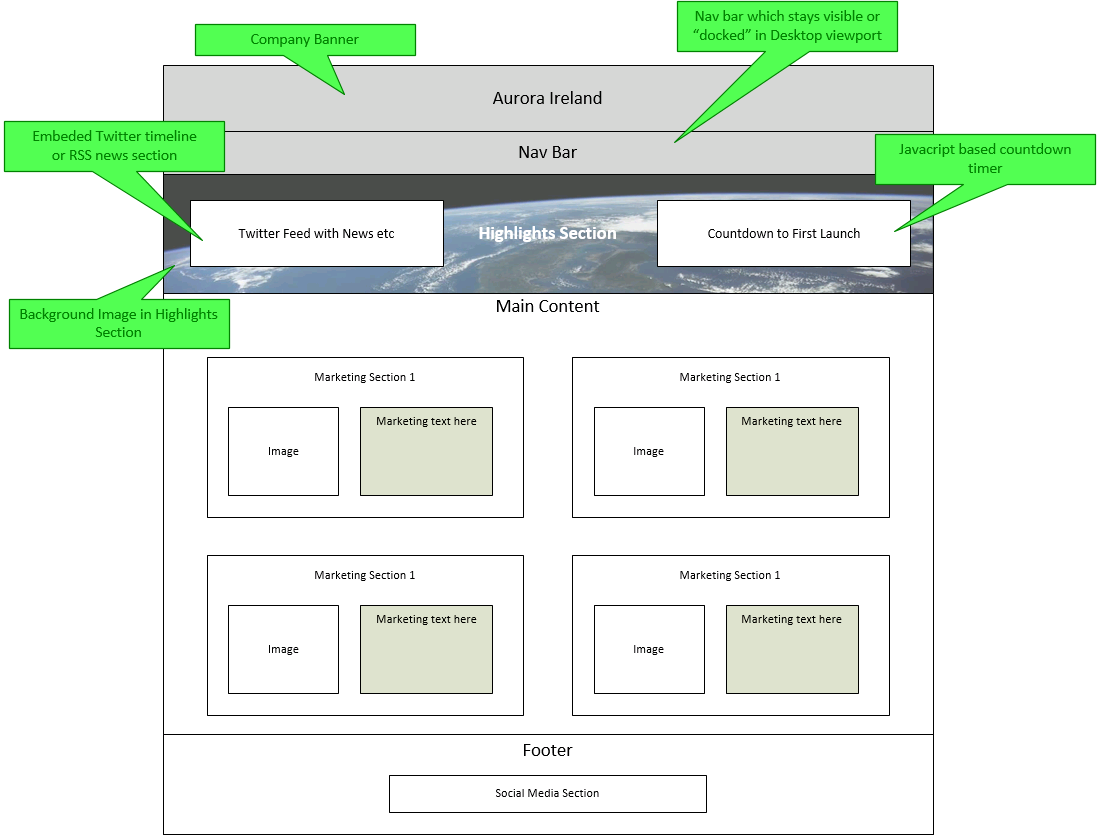 Nav bar which stays visible or
“docked” in Desktop viewport
Company Banner
Aurora Ireland
Embeded Twitter timeline
or RSS news section
Nav Bar
Javacript based countdown
timer
Twitter Feed with News etc
Highlights Section
Countdown to First Launch
Background Image in Highlights
Section
Main Content
Marketing Section 1
Image
Marketing text here
Marketing Section 1
Image
Marketing text here
Marketing Section 1
Image
Marketing text here
Marketing Section 1
Image
Marketing text here
Footer
Social Media Section